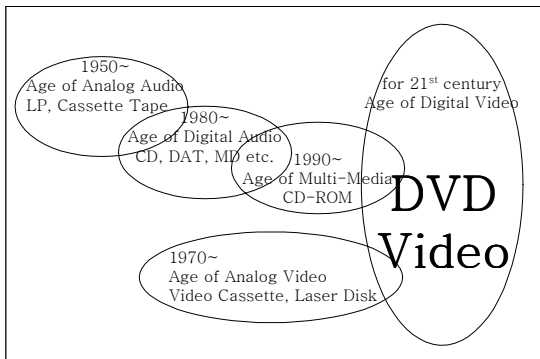 1950~
Age of Analog Audio
LP, Cassette Tape
1980~
Age of Digital Audio
CD, DAT, MD etc.
1990~
Age of Multi-Media
CD-ROM
1970~
Age of Analog Video
Video Cassette, Laser Disk
for 21st century
Age of Digital Video
DVD
Video